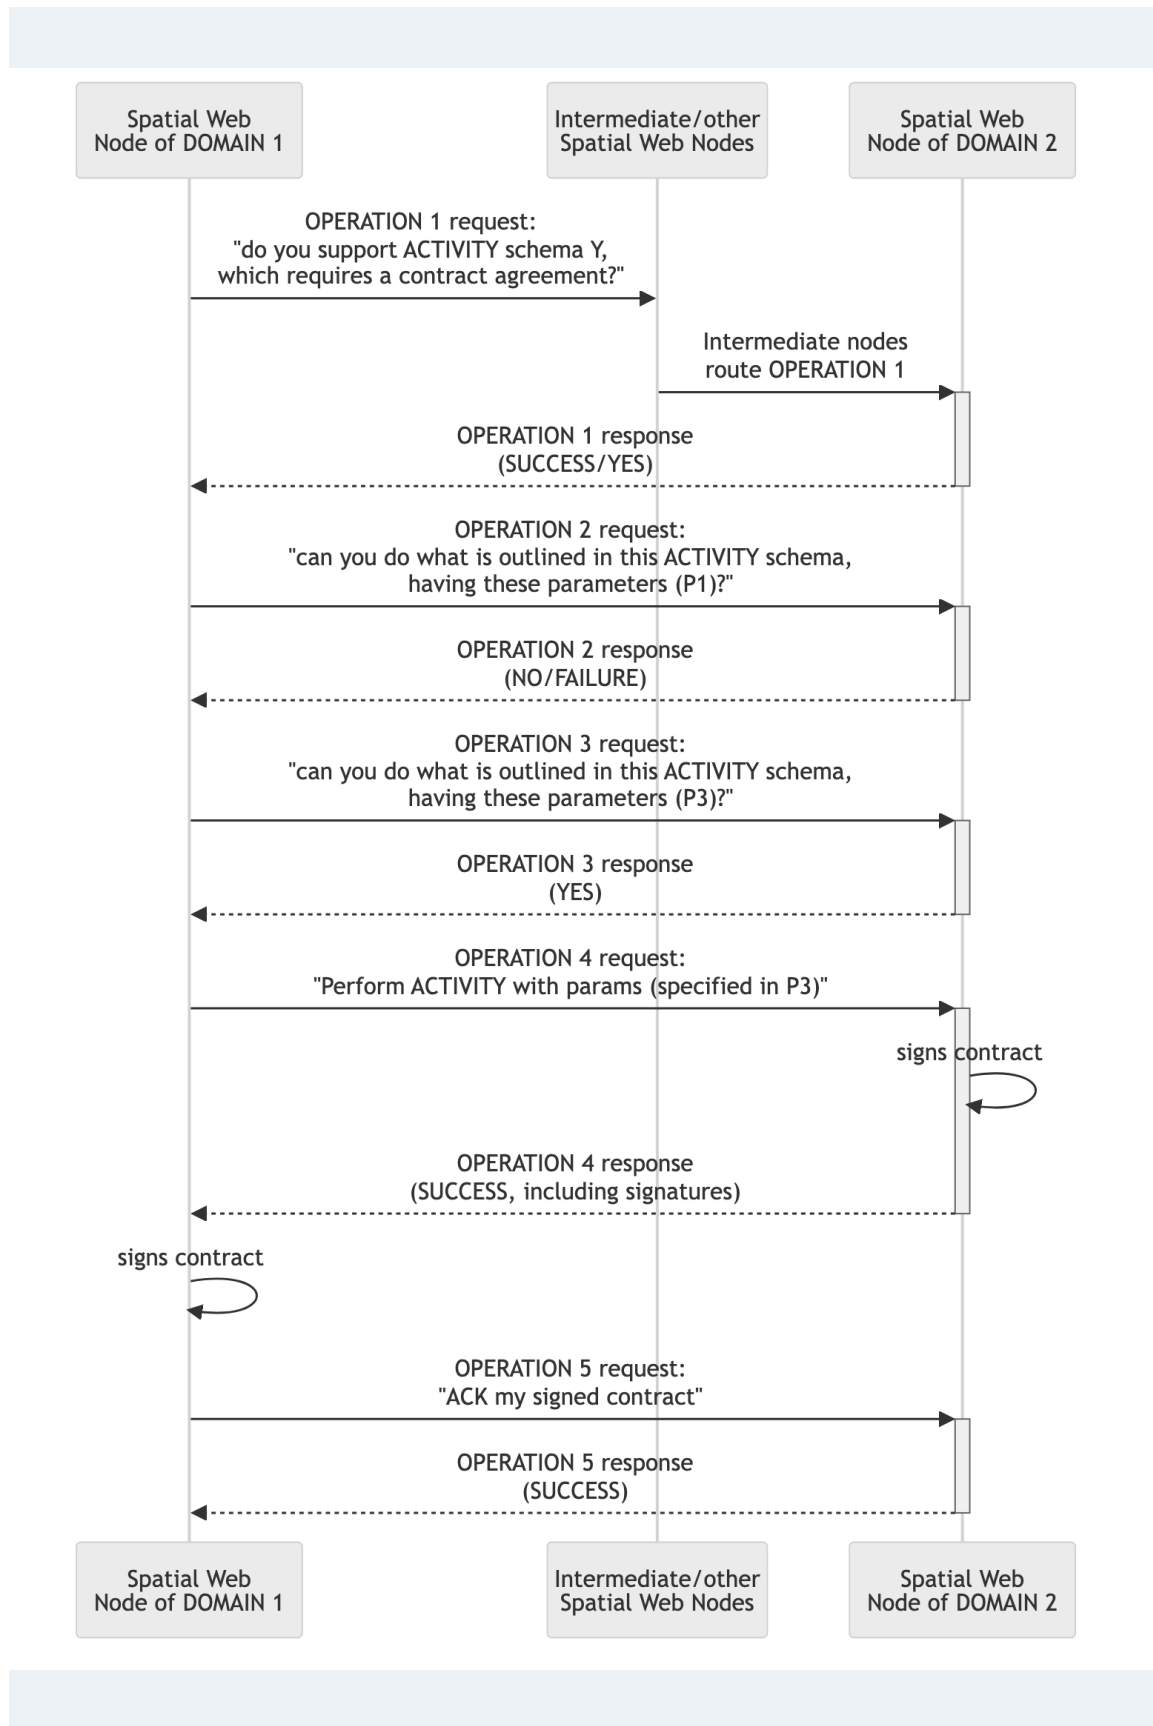 Spatial Web
Node of DOMAIN 1
Intermediate/other
Spatial Web Nodes
Spatial Web
Node of DOMAIN 2
OPERATION 1 request:
"do you support ACTIVITY schema Y,
which requires a contract agreement?"
Intermediate nodes
route OPERATION 1
OPERATION 1 response
(SUCCESS/YES)
OPERATION 2 request:
"can you do what is outlined in this ACTIVITY schema,
having these parameters (P1)?"
OPERATION 2 response
(NO/FAILURE)
OPERATION 3 request:
"can you do what is outlined in this ACTIVITY schema,
having these parameters (P3)?"
OPERATION 3 response
(YES)
OPERATION 4 request:
"Perform ACTIVITY with params (specified in P3)"
signs contract
OPERATION 4 response
(SUCCESS, including signatures)
signs contract
OPERATION 5 request:
"ACK my signed contract"
OPERATION 5 response
(SUCCESS)
Spatial Web
Node of DOMAIN 1
Intermediate/other
Spatial Web Nodes
Spatial Web
Node of DOMAIN 2